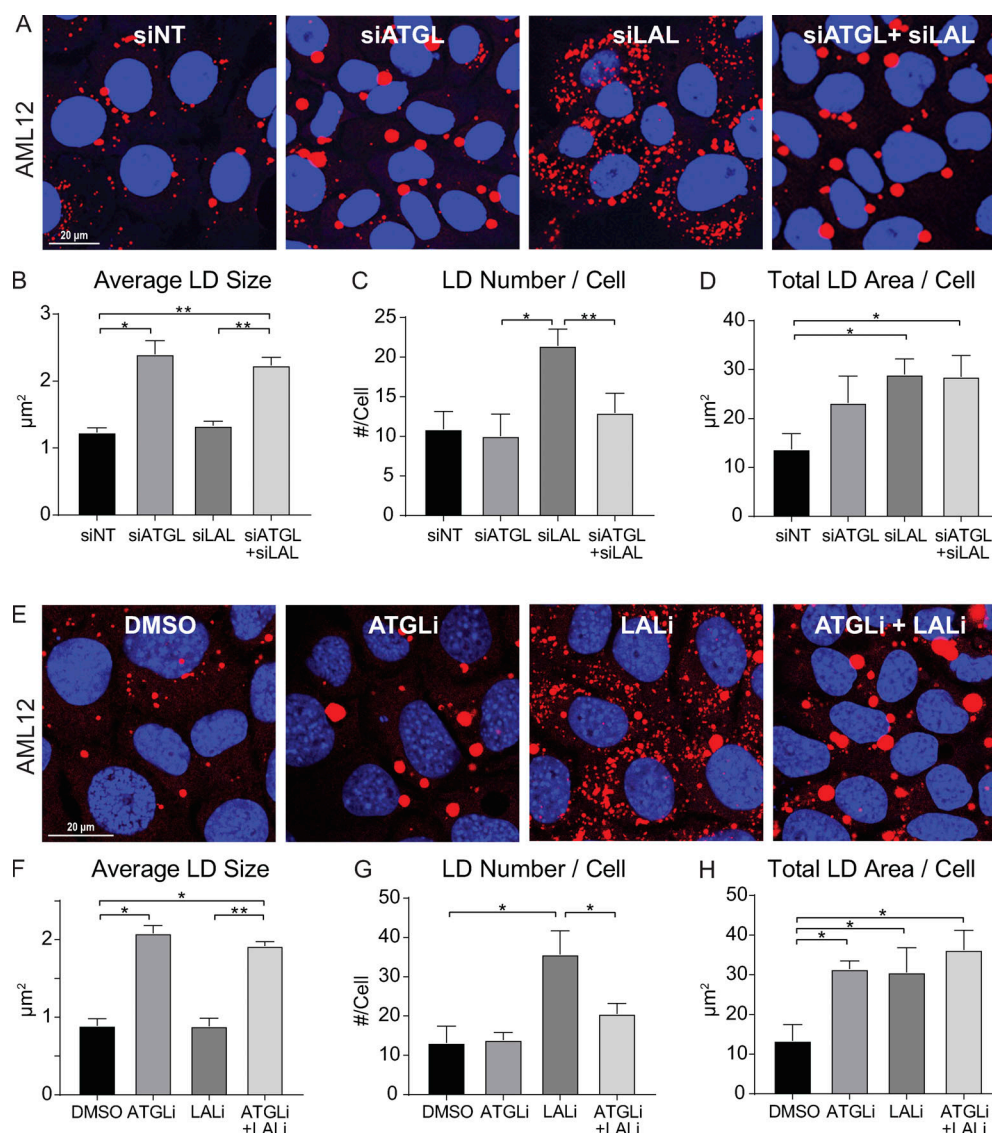 A
siNT
siATGL
siLAL
siATGL+ siLAL
AML12
20 µm
B
Average LD Size
3
2
1
0
µm²
*
**
**
siNT
siATGL
siLAL
siATGL
+siLAL
C
LD Number / Cell
25
20
15
10
5
0
#/Cell
*
**
siNT
siATGL
siLAL
siATGL
+siLAL
D
Total LD Area / Cell
40
30
20
10
0
µm²
*
*
siNT
siATGL
siLAL
siATGL
+siLAL
E
DMSO
ATGLi
LALi
ATGLi + LALi
AML12
20 µm
F
Average LD Size
2
1
0
µm²
*
*
**
DMSO
ATGLi
LALi
ATGLi
+LALi
G
LD Number / Cell
50
40
30
20
10
0
#/Cell
*
*
DMSO
ATGLi
LALi
ATGLi
+LALi
H
Total LD Area / Cell
50
40
30
20
10
0
µm²
*
*
*
DMSO
ATGLi
LALi
ATGLi
+LALi